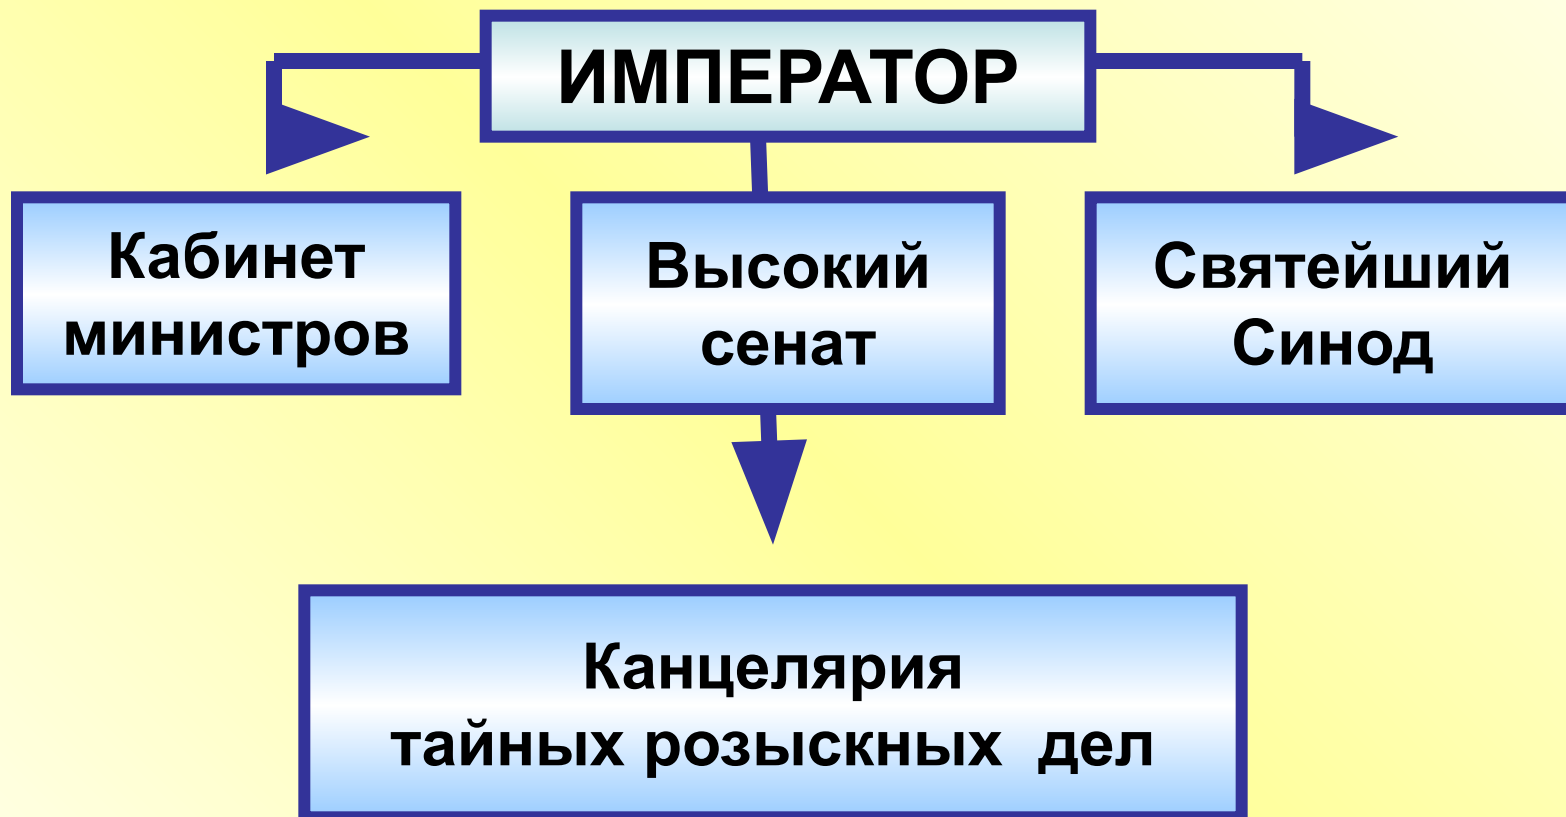 ИМПЕРАТОР
Кабинет
министров
Высокий
сенат
Святейший
Синод
Канцелярия
тайных розыскных дел